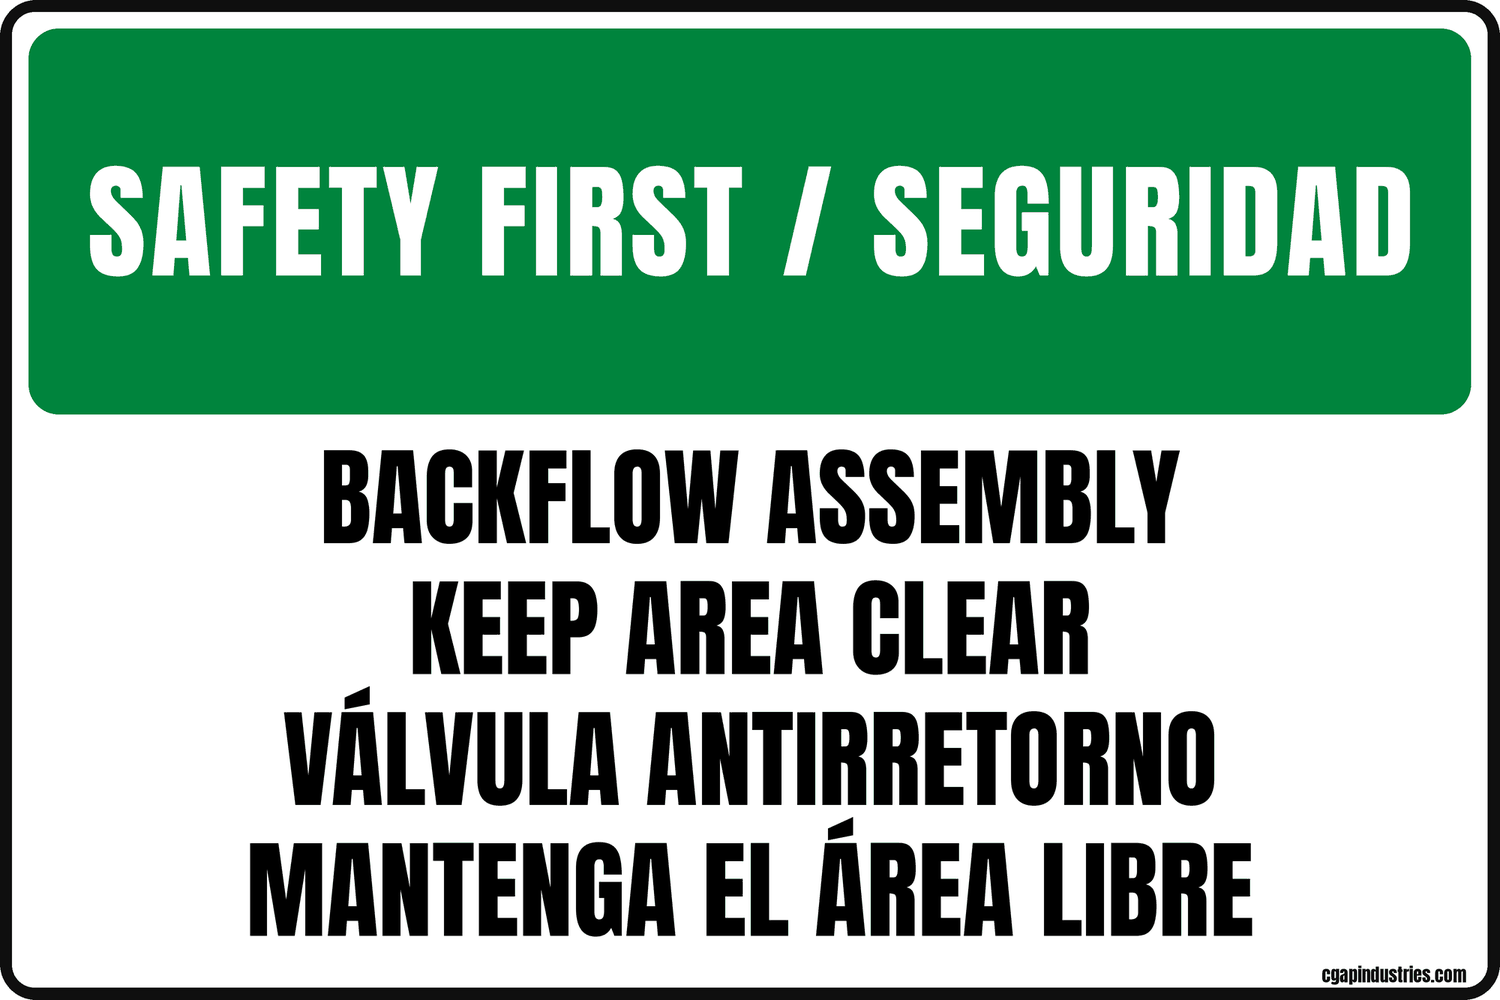 SAFETY FIRST / SEGURIDAD
BACKFLOW ASSEMBLY
KEEP AREA CLEAR
VÁLVULA ANTIRRETORNO
MANTENGA EL ÁREA LIBRE
cgapindustries.com